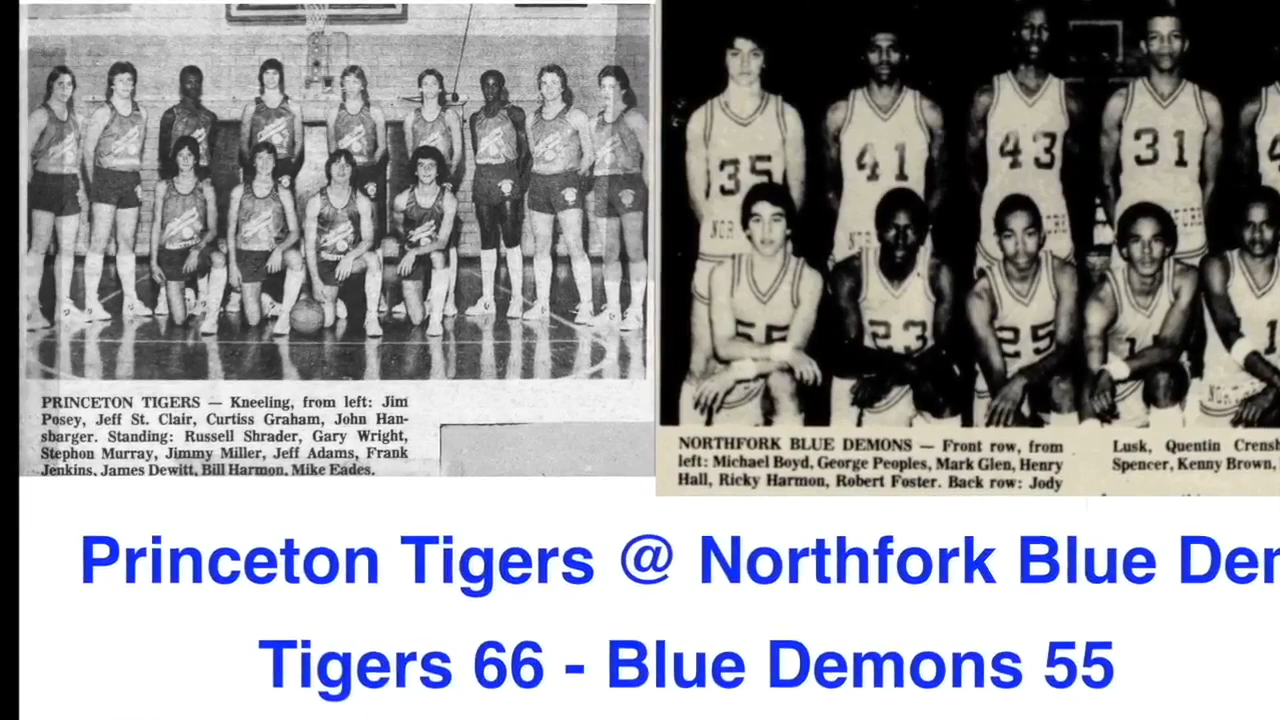 35
41
43
31
55
23
25
PRINCETON TIGERS — Kneeling, from left: Jim
Posey, Jeff St. Clair, Curtiss Graham, John Han-
sbarger. Standing: Russell Shrader, Gary Wright,
Stephon Murray, Jimmy Miller, Jeff Adams, Frank
Jenkins, James Dewitt, Bill Harmon, Mike Eades.
NORTHFORK BLUE DEMONS — Front row, from
left: Michael Boyd, George Peoples, Mark Glen, Henry
Hall, Ricky Harmon, Robert Foster. Back row: Jody
Lusk, Quentin Crensh
Spencer, Kenny Brown,
Princeton Tigers @ Northfork Blue Dem
Tigers 66 - Blue Demons 55